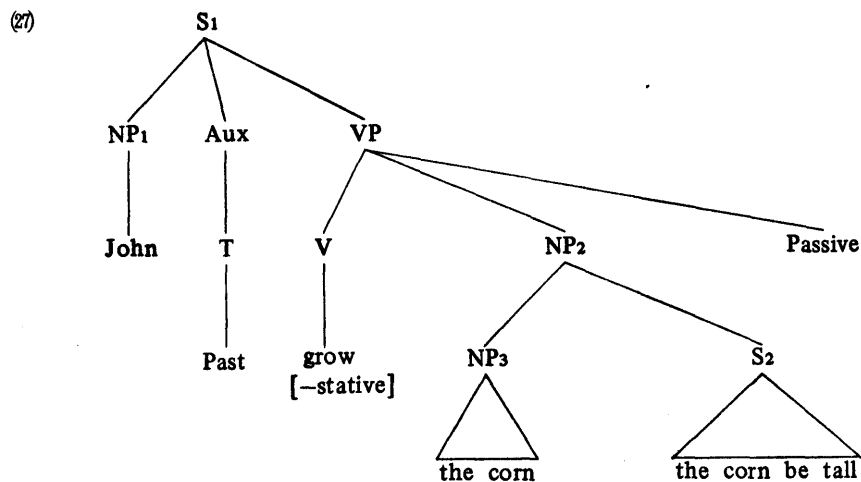 (27)
S1
NP1 Aux VP
John T V NP2 Passive
Past grow NP3 S2
[−stative]
the corn the corn be tall